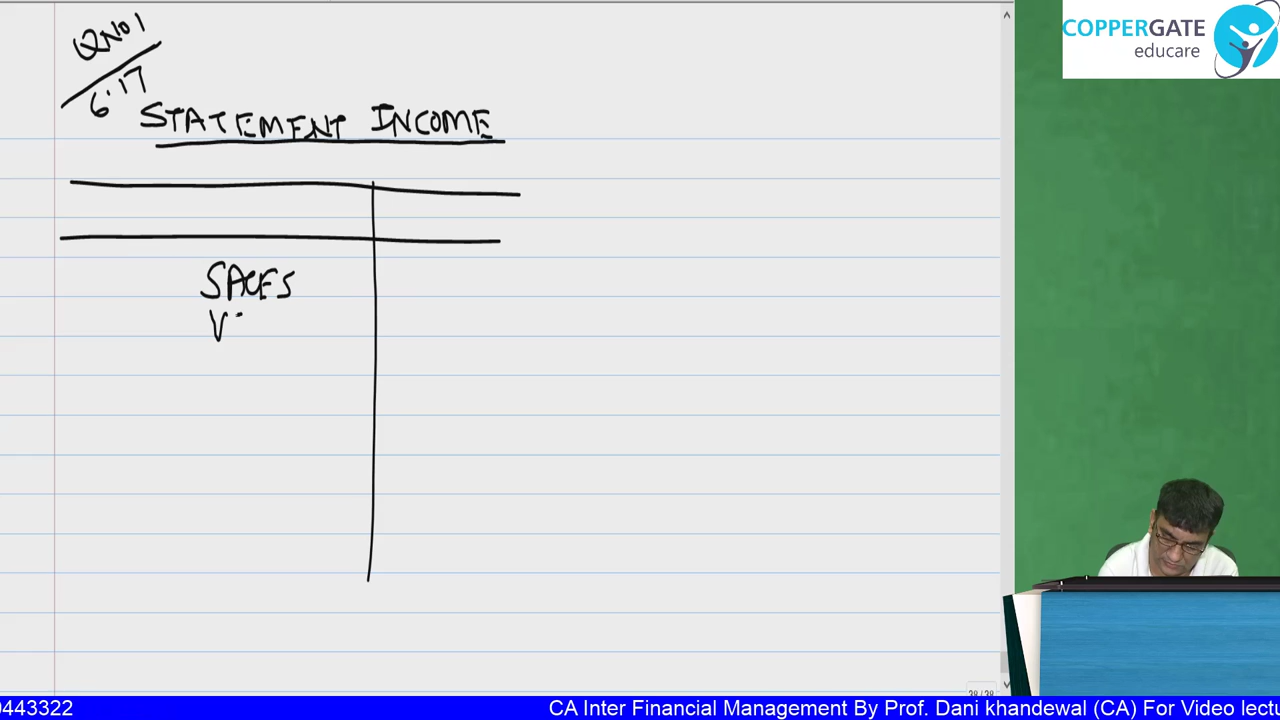 QNO1
6.17
STATEMENT INCOME
SALES
V
COPPERGATE
educare
9443322
CA Inter Financial Management By Prof. Dani khandewal (CA) For Video lectu